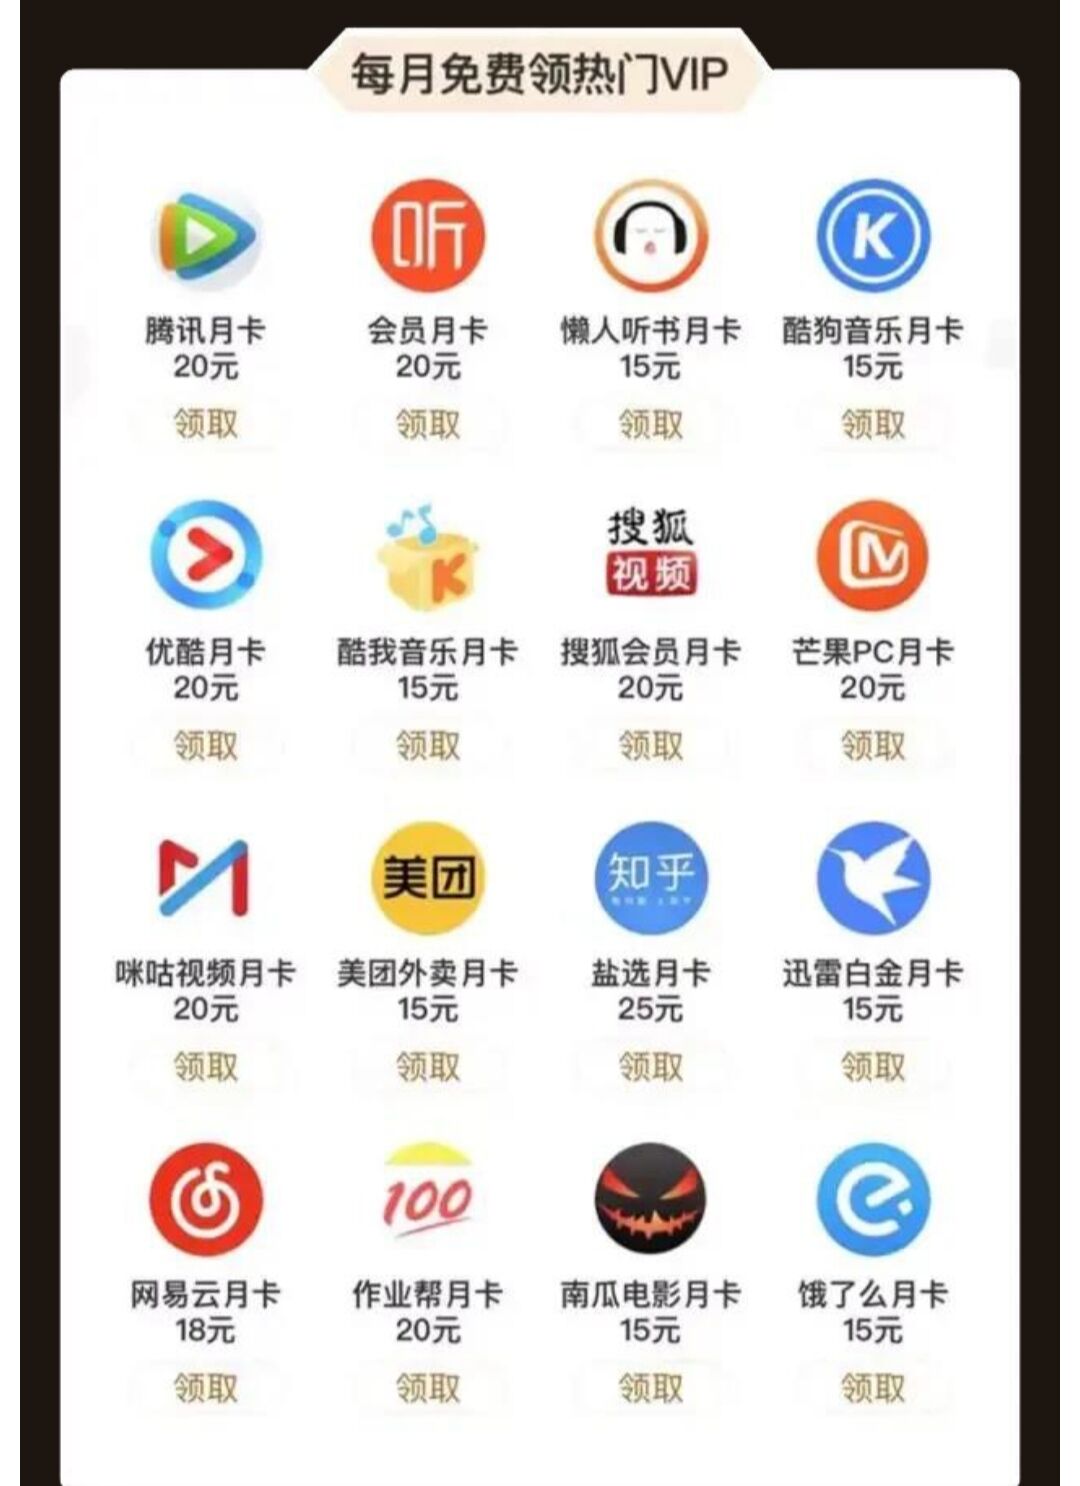 每月免费领热门VIP
听
K
腾讯月卡
会员月卡
懒人听书月卡
酷狗音乐月卡
20元
20元
15元
15元
领取
领取
领取
领取
K
搜狐
视频
优酷月卡
酷我音乐月卡
搜狐会员月卡
芒果PC月卡
20元
15元
20元
20元
领取
领取
领取
领取
美团
知乎
咪咕视频月卡
美团外卖月卡
盐选月卡
迅雷白金月卡
20元
15元
25元
15元
领取
领取
领取
领取
100
e
网易云月卡
作业帮月卡
南瓜电影月卡
饿了么月卡
18元
20元
15元
15元
领取
领取
领取
领取